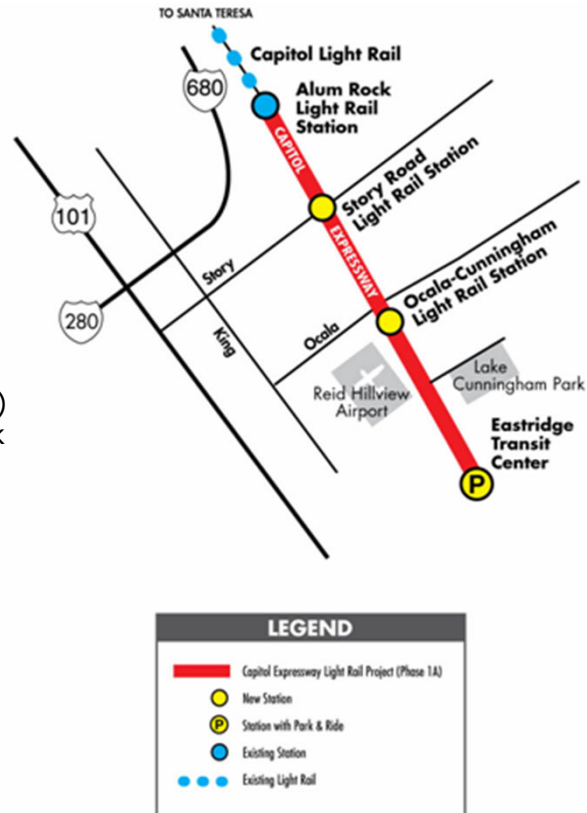 TO SANTA TERESA
Capitol Light Rail
680
Alum Rock
Light Rail
Station
CAPITOL
101
Story Road
Light Rail Station
EXPRESSWAY
Story
280
King
Ocala-Cunningham
Light Rail Station
Ocala
Reid Hillview
Airport
Lake
Cunningham Park
)
k
Eastridge
Transit
Center
P
LEGEND
Capitol Expressway Light Rail Project (Phase 1A)
New Station
P Station with Park & Ride
Existing Station
Existing Light Rail